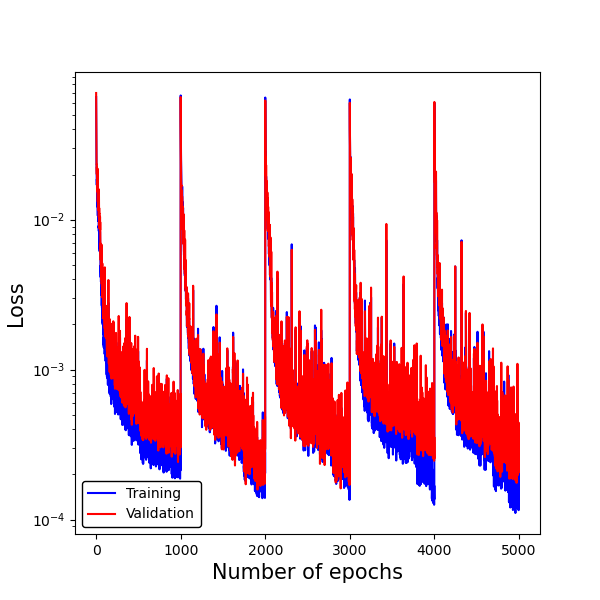 Loss
10⁻²
10⁻³
10⁻⁴
Training
Validation
0 1000 2000 3000 4000 5000
Number of epochs